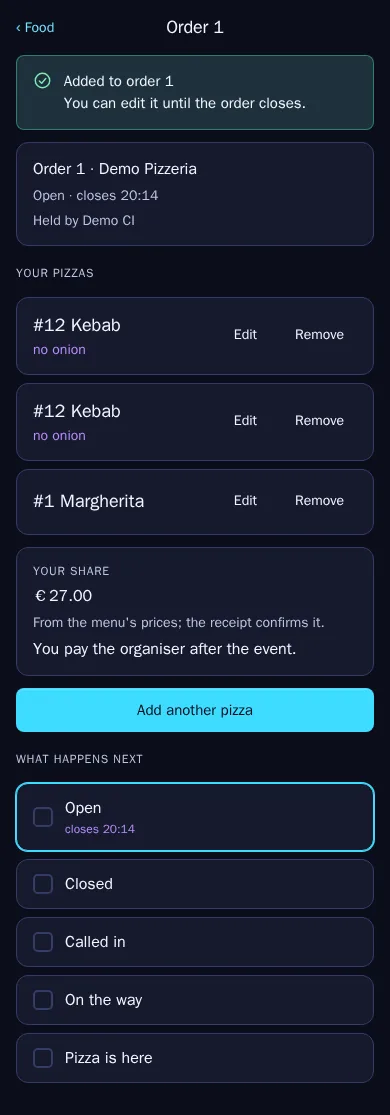 ‹ Food
Order 1
Added to order 1
You can edit it until the order closes.
Order 1 · Demo Pizzeria
Open · closes 20:14
Held by Demo CI
YOUR PIZZAS
#12 Kebab
no onion
Edit
Remove
#12 Kebab
no onion
Edit
Remove
#1 Margherita
Edit
Remove
YOUR SHARE
€ 27.00
From the menu's prices; the receipt confirms it.
You pay the organiser after the event.
Add another pizza
WHAT HAPPENS NEXT
Open
closes 20:14
Closed
Called in
On the way
Pizza is here